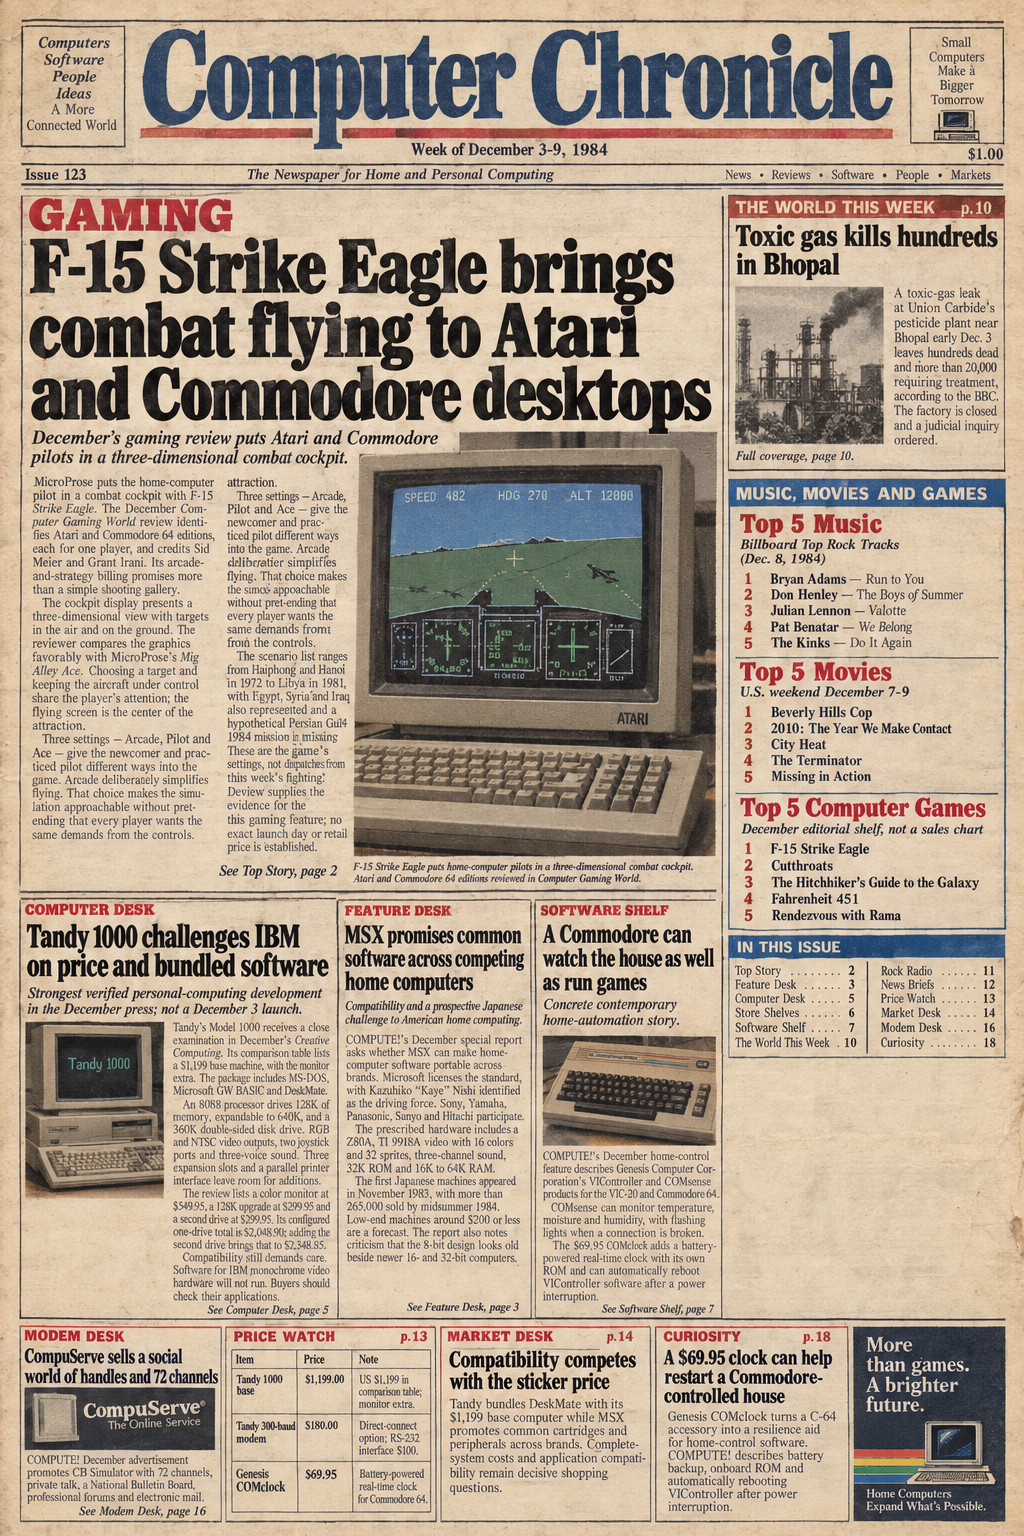 Computers
Software
People
Ideas
A More
Connected World
Computer Chronicle
Small
Computers
Make a
Bigger
Tomorrow
Week of December 3-9, 1984
$1.00
Issue 123
The Newspaper for Home and Personal Computing
News • Reviews • Software • People • Markets
GAMING
F-15 Strike Eagle brings
combat flying to Atari
and Commodore desktops
December's gaming review puts Atari and Commodore
pilots in a three-dimensional combat cockpit.
MicroProse puts the home-computer
pilot in a combat cockpit with F-15
Strike Eagle. The December Com-
puter Gaming World review identi-
fies Atari and Commodore 64 editions,
each for one player, and credits Sid
Meier and Grant Irani. Its arcade-
and-strategy billing promises more
than a simple shooting gallery.
The cockpit display presents a
three-dimensional view with targets
in the air and on the ground. The
reviewer compares the graphics
favorably with MicroProse's Mig
Alley Ace. Choosing a target and
keeping the aircraft under control
share the player's attention; the
flying screen is the center of the
attraction.
Three settings — Arcade, Pilot and
Ace — give the newcomer and prac-
ticed pilot different ways into the
game. Arcade deliberately simplifies
flying. That choice makes the simu-
lation approachable without pret-
ending that every player wants the
same demands from the controls.
attraction.
Three settings — Arcade,
Pilot and Ace — give the
newcomer and prac-
ticed pilot different ways
into the game. Arcade
simplifies
flying. That choice makes
the appoachable
without pret-ending that
every player wants the
same demands from
from the controls.
The scenario list ranges
from Haiphong and Hanoi
in 1972 to Libya in 1981,
with Egypt, Syria and Iraq
also represented and a
hypothetical Persian
1984 mission is missing
These are the game's
settings, not dispatches from
this week's fighting!
Deview supplies the
evidence for the
this gaming feature; no
exact launch day or retail
price is established.
See Top Story, page 2
SPEED 482 HDG 270 ALT 12000
ATARI
F-15 Strike Eagle puts home-computer pilots in a three-dimensional combat cockpit.
Atari and Commodore 64 editions reviewed in Computer Gaming World.
THE WORLD THIS WEEK p.10
Toxic gas kills hundreds
in Bhopal
A toxic-gas leak
at Union Carbide's
pesticide plant near
Bhopal early Dec. 3
leaves hundreds dead
and more than 20,000
requiring treatment,
according to the BBC.
The factory is closed
and a judicial inquiry
ordered.
Full coverage, page 10.
MUSIC, MOVIES AND GAMES
Top 5 Music
Billboard Top Rock Tracks
(Dec. 8, 1984)
1 Bryan Adams — Run to You
2 Don Henley — The Boys of Summer
3 Julian Lennon — Valotte
4 Pat Benatar — We Belong
5 The Kinks — Do It Again
Top 5 Movies
U.S. weekend December 7-9
1 Beverly Hills Cop
2 2010: The Year We Make Contact
3 City Heat
4 The Terminator
5 Missing in Action
Top 5 Computer Games
December editorial shelf, not a sales chart
1 F-15 Strike Eagle
2 Cutthroats
3 The Hitchhiker's Guide to the Galaxy
4 Fahrenheit 451
5 Rendezvous with Rama
IN THIS ISSUE
Top Story ........ 2
Feature Desk ..... 3
Computer Desk .... 5
Store Shelves .... 6
Software Shelf ..... 7
The World This Week . 10
Rock Radio ...... 11
News Briefs ..... 12
Price Watch ..... 13
Market Desk ..... 14
Modem Desk .... 16
Curiosity ........ 18
COMPUTER DESK
Tandy 1000 challenges IBM
on price and bundled software
Strongest verified personal-computing development
in the December press; not a December 3 launch.
Tandy 1000
Tandy's Model 1000 receives a close
examination in December's Creative
Computing. Its comparison table lists
a $1,199 base machine, with the monitor
extra. The package includes MS-DOS,
Microsoft GW BASIC and DeskMate.
An 8088 processor drives 128K of
memory, expandable to 640K, and a
360K double-sided disk drive. RGB
and NTSC video outputs, two joystick
ports and three-voice sound. Three
expansion slots and a parallel printer
interface leave room for additions.
The review lists a color monitor at
$549.95, a 128K upgrade at $299.95 and
a second drive at $299.95. Its configured
one-drive total is $2,048.90; adding the
second drive brings that to $2,348.85.
Compatibility still demands care.
Software for IBM monochrome video
hardware will not run. Buyers should
check their applications.
See Computer Desk, page 5
FEATURE DESK
MSX promises common
software across competing
home computers
Compatibility and a prospective Japanese
challenge to American home computing.
COMPUTE!'s December special report
asks whether MSX can make home-
computer software portable across
brands. Microsoft licenses the standard,
with Kazuhiko "Kaye" Nishi identified
as the driving force. Sony, Yamaha,
Panasonic, Sanyo and Hitachi participate.
The prescribed hardware includes a
Z80A, TI 9918A video with 16 colors
and 32 sprites, three-channel sound,
32K ROM and 16K to 64K RAM.
The first Japanese machines appeared
in November 1983, with more than
265,000 sold by midsummer 1984.
Low-end machines around $200 or less
are a forecast. The report also notes
criticism that the 8-bit design looks old
beside newer 16- and 32-bit computers.
See Feature Desk, page 3
SOFTWARE SHELF
A Commodore can
watch the house as well
as run games
Concrete contemporary
home-automation story.
COMPUTE!'s December home-control
feature describes Genesis Computer Cor-
poration's VIController and COMsense
products for the VIC-20 and Commodore 64.
COMsense can monitor temperature,
moisture and humidity, with flashing
lights when a connection is broken.
The $69.95 COMclock adds a battery-
powered real-time clock with its own
ROM and can automatically reboot
VIController software after a power
interruption.
See Software Shelf, page 7
MODEM DESK
CompuServe sells a social
world of handles and 72 channels
CompuServe®
The Online Service
COMPUTE! December advertisement
promotes CB Simulator with 72 channels,
private talk, a National Bulletin Board,
professional forums and electronic mail.
See Modem Desk, page 16
PRICE WATCH p.13
Item Price Note
Tandy 1000 base $1,199.00 US $1,199 in comparison table; monitor extra.
Tandy 300-baud modem $180.00 Direct-connect option; RS-232 interface $100.
Genesis COMclock $69.95 Battery-powered real-time clock for Commodore 64.
MARKET DESK p.14
Compatibility competes
with the sticker price
Tandy bundles DeskMate with its
$1,199 base computer while MSX
promotes common cartridges and
peripherals across brands. Complete-
system costs and application compati-
bility remain decisive shopping
questions.
CURIOSITY p.18
A $69.95 clock can help
restart a Commodore-
controlled house
Genesis COMclock turns a C-64
accessory into a resilience aid
for home-control software.
COMPUTE! describes battery
backup, onboard ROM and
automatically rebooting
VIController after power
interruption.
More
than games.
A brighter
future.
Home Computers
Expand What's Possible.